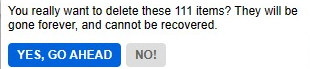 You really want to delete these 111 items? They will be
gone forever, and cannot be recovered.
YES, GO AHEAD NO!